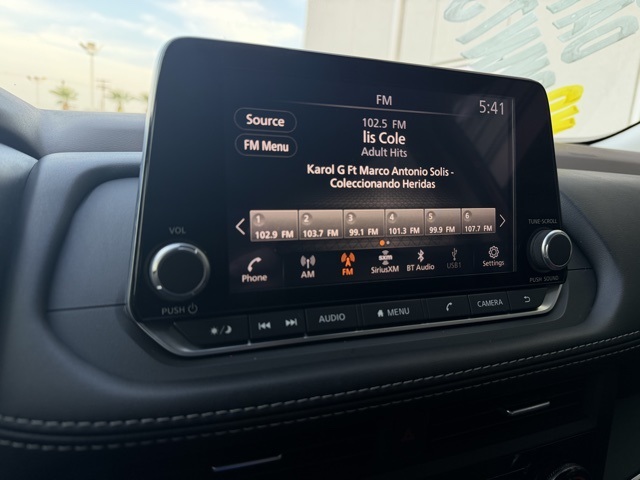 FM
5:41
Source
102.5 FM
lis Cole
FM Menu
Adult Hits
Karol G Ft Marco Antonio Solis -
Coleccionando Heridas
1 2 3 4 5 6
102.9 FM 103.7 FM 99.1 FM 101.3 FM 99.9 FM 107.7 FM
Phone AM FM SiriusXM BT Audio USB1 Settings
VOL
TUNE·SCROLL
PUSH
PUSH SOUND
AUDIO MENU CAMERA